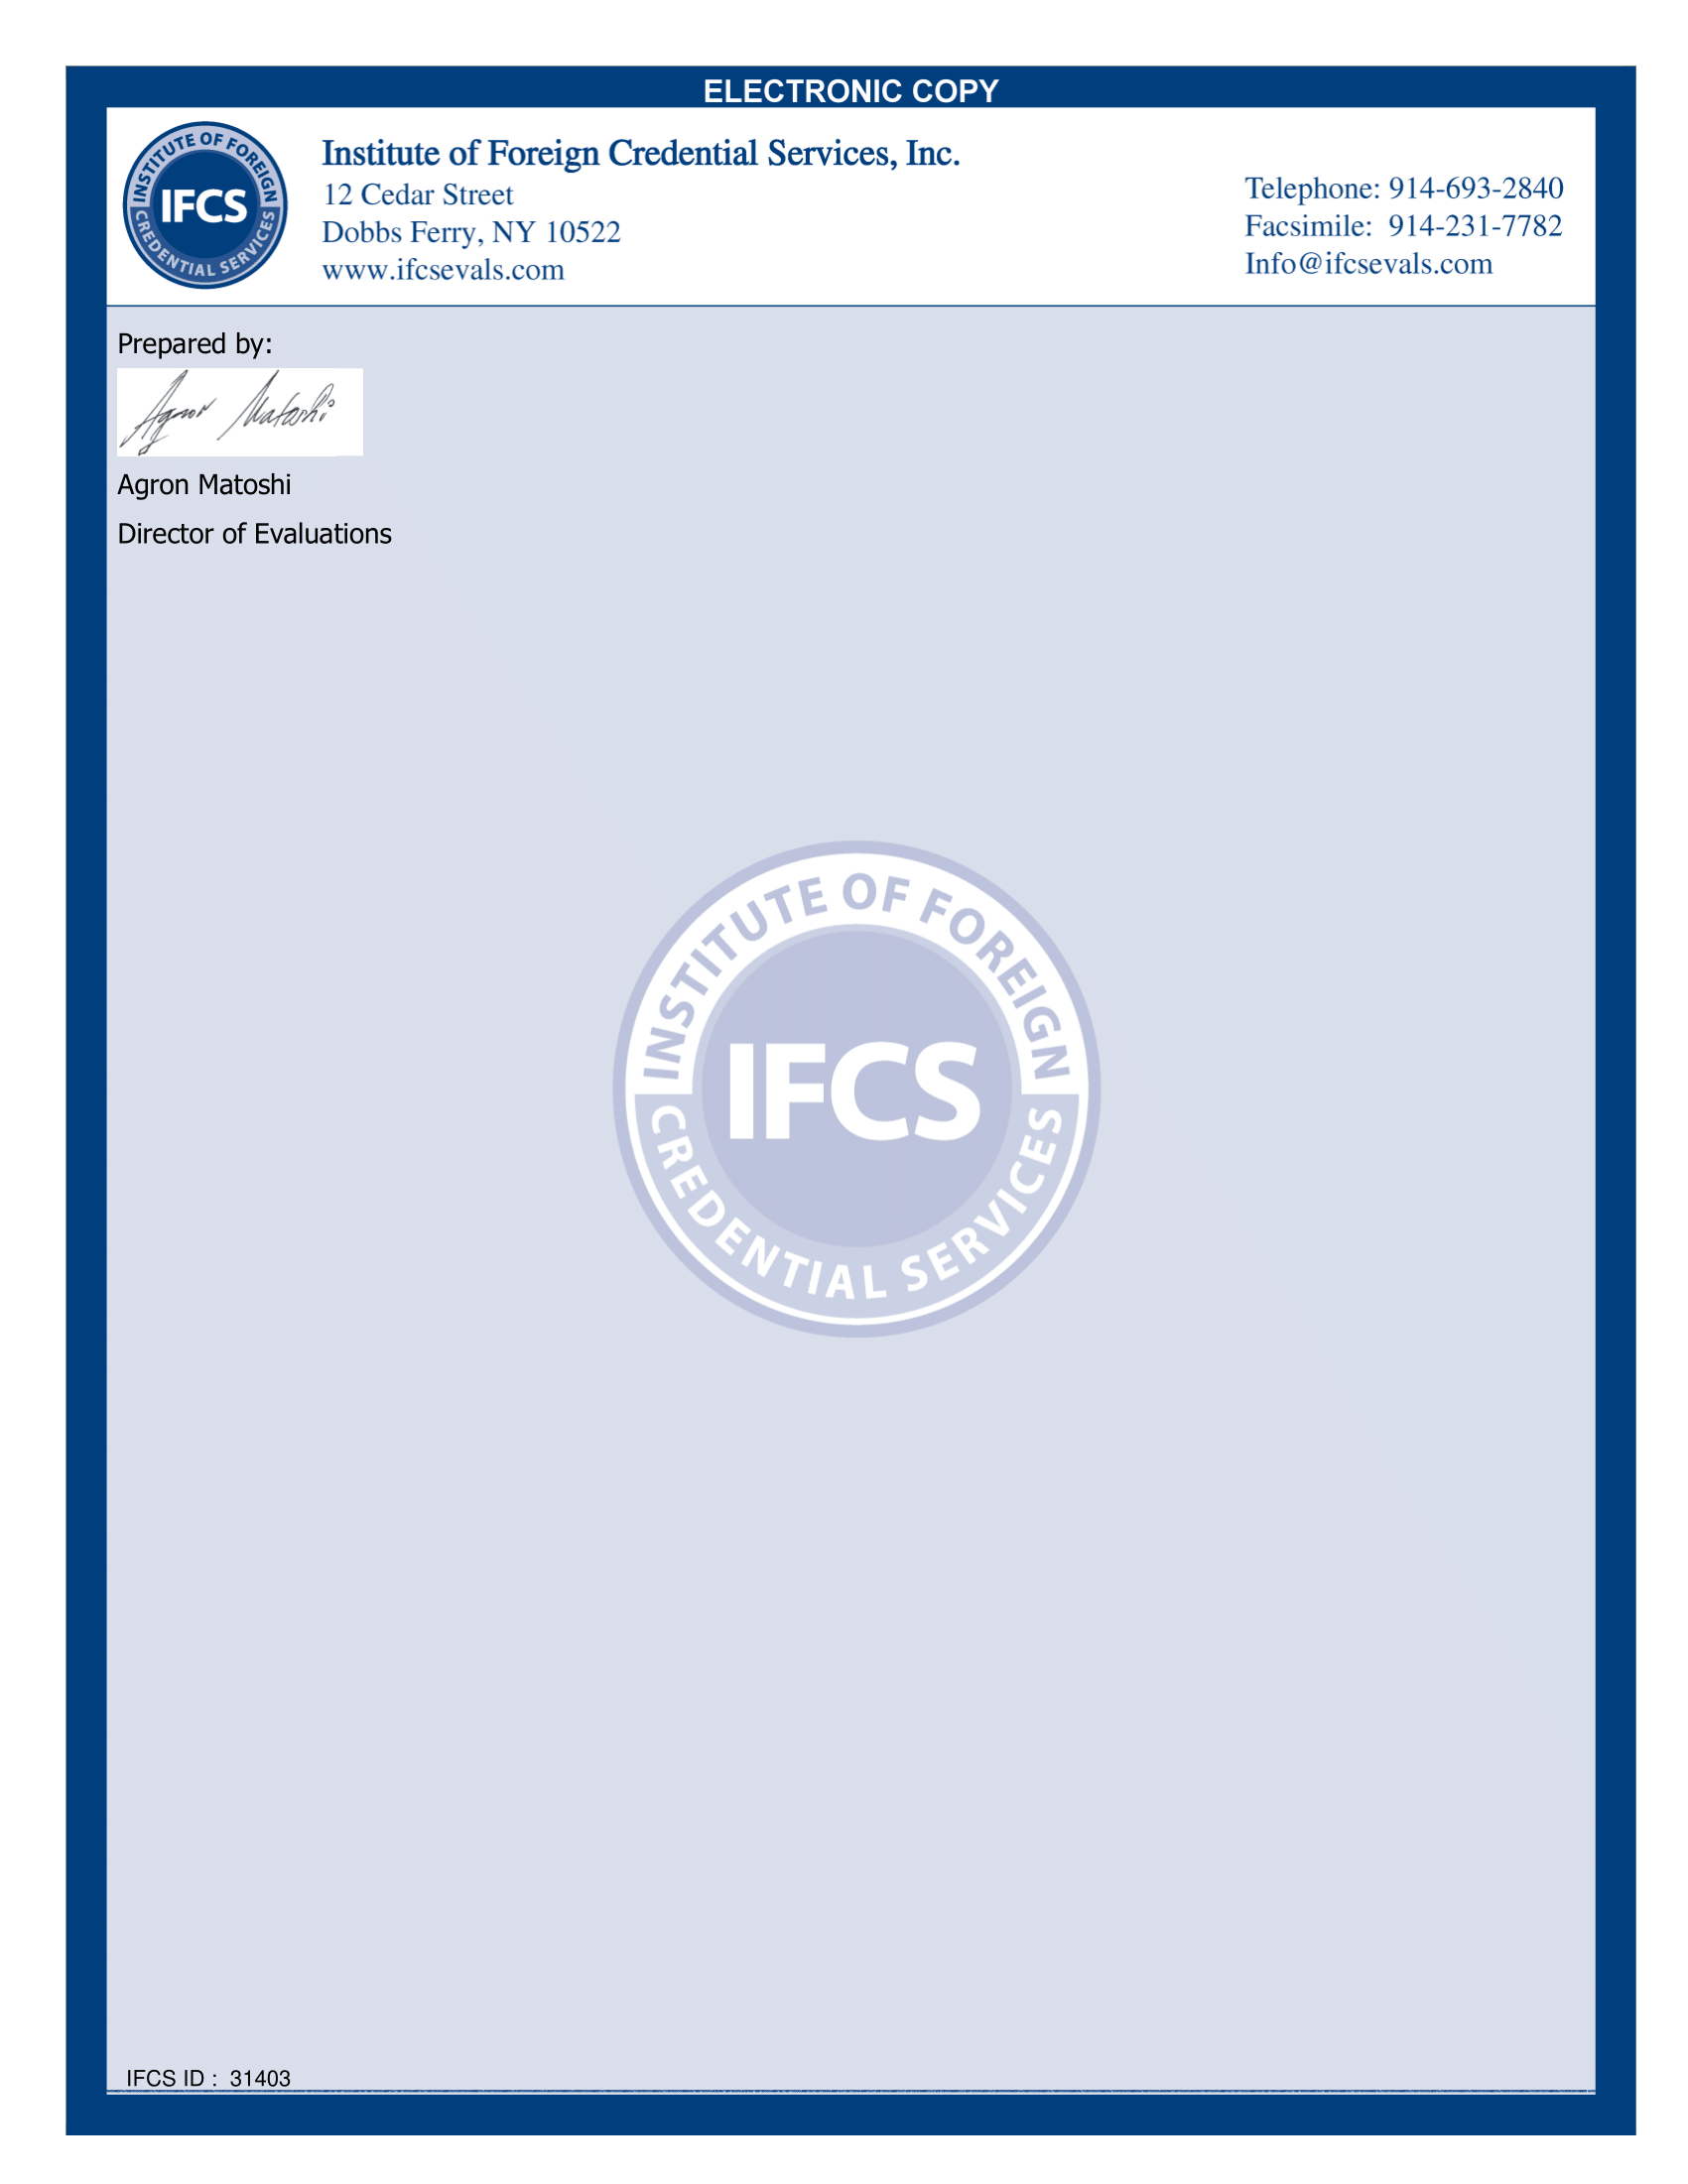 ELECTRONIC COPY
INSTITUTE OF FOREIGN
IFCS
CREDENTIAL SERVICES
Institute of Foreign Credential Services, Inc.
12 Cedar Street
Dobbs Ferry, NY 10522
www.ifcsevals.com
Telephone: 914-693-2840
Facsimile: 914-231-7782
Info@ifcsevals.com
Prepared by:
Agron Matoshi
Agron Matoshi
Director of Evaluations
INSTITUTE OF FOREIGN
IFCS
CREDENTIAL SERVICES
IFCS ID : 31403